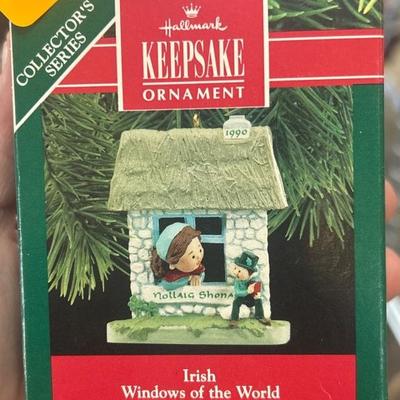 COLLECTOR'S
SERIES
Hallmark
KEEPSAKE
ORNAMENT
1990
Nollaig Shona
Irish
Windows of the World